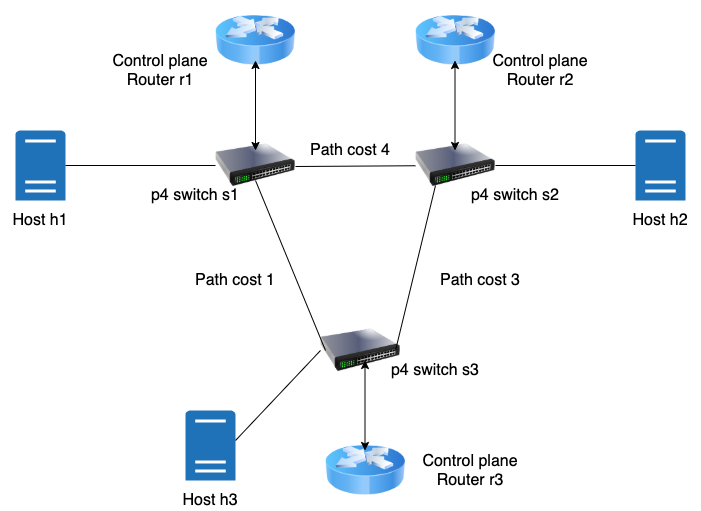 Control plane
Router r1
Control plane
Router r2
Path cost 4
p4 switch s1
p4 switch s2
Host h1
Host h2
Path cost 1
Path cost 3
p4 switch s3
Control plane
Router r3
Host h3